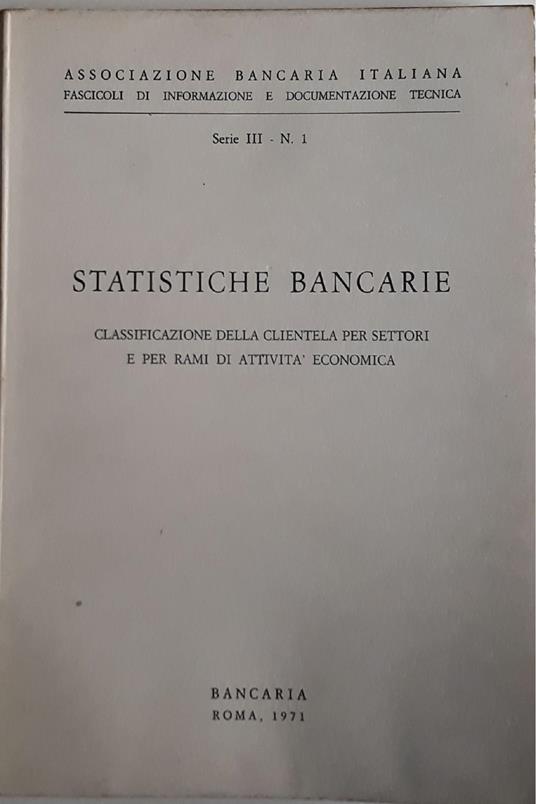 ASSOCIAZIONE BANCARIA ITALIANA
FASCICOLI DI INFORMAZIONE E DOCUMENTAZIONE TECNICA
Serie III - N. 1
STATISTICHE BANCARIE
CLASSIFICAZIONE DELLA CLIENTELA PER SETTORI
E PER RAMI DI ATTIVITA' ECONOMICA
BANCARIA
ROMA, 1971